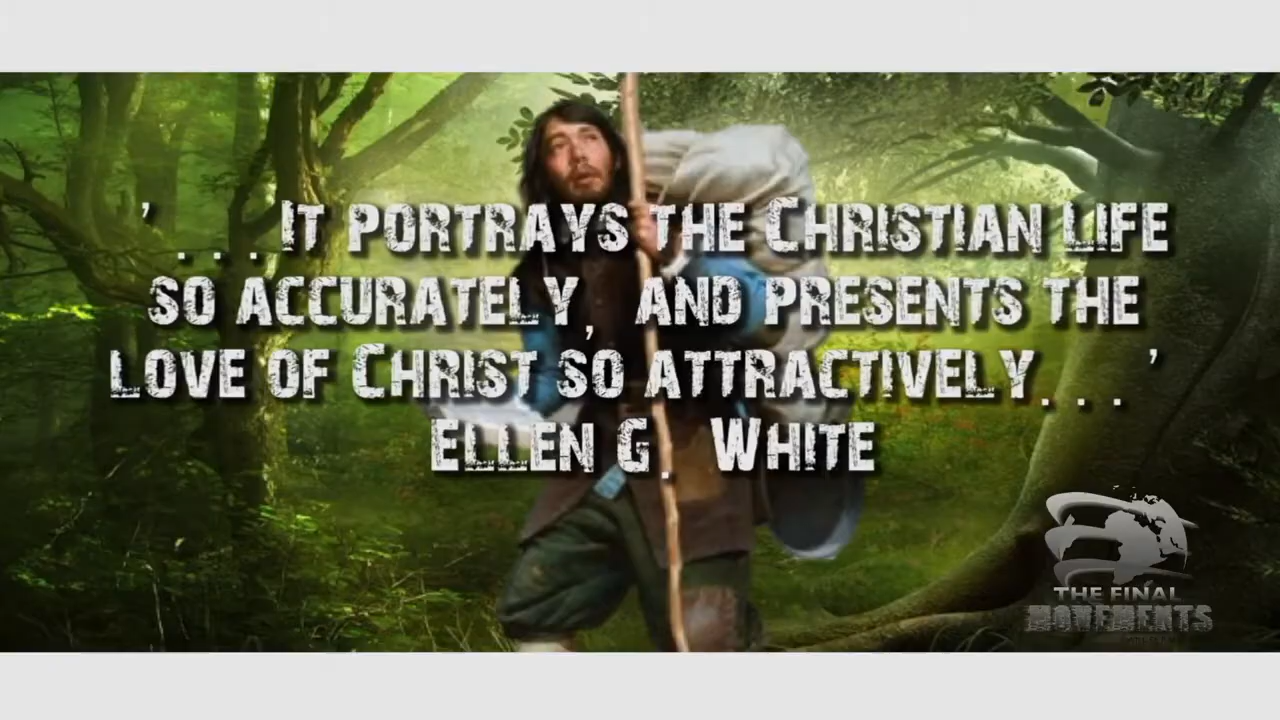 ' ...It portrays the Christian life
so accurately, and presents the
love of Christ so attractively... '
Ellen G. White
THE FINAL
MOVEMENTS